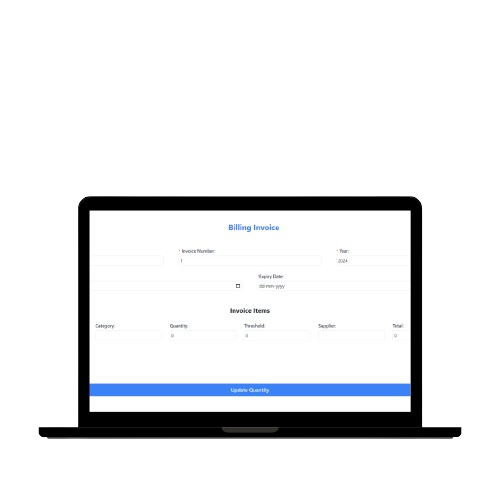 Billing Invoice
* Invoice Number: * Year:
1 2024
Expiry Date:
dd-mm-yyyy
Invoice Items
Category: Quantity: Threshold: Supplier: Total:
0 0 0
Update Quantity